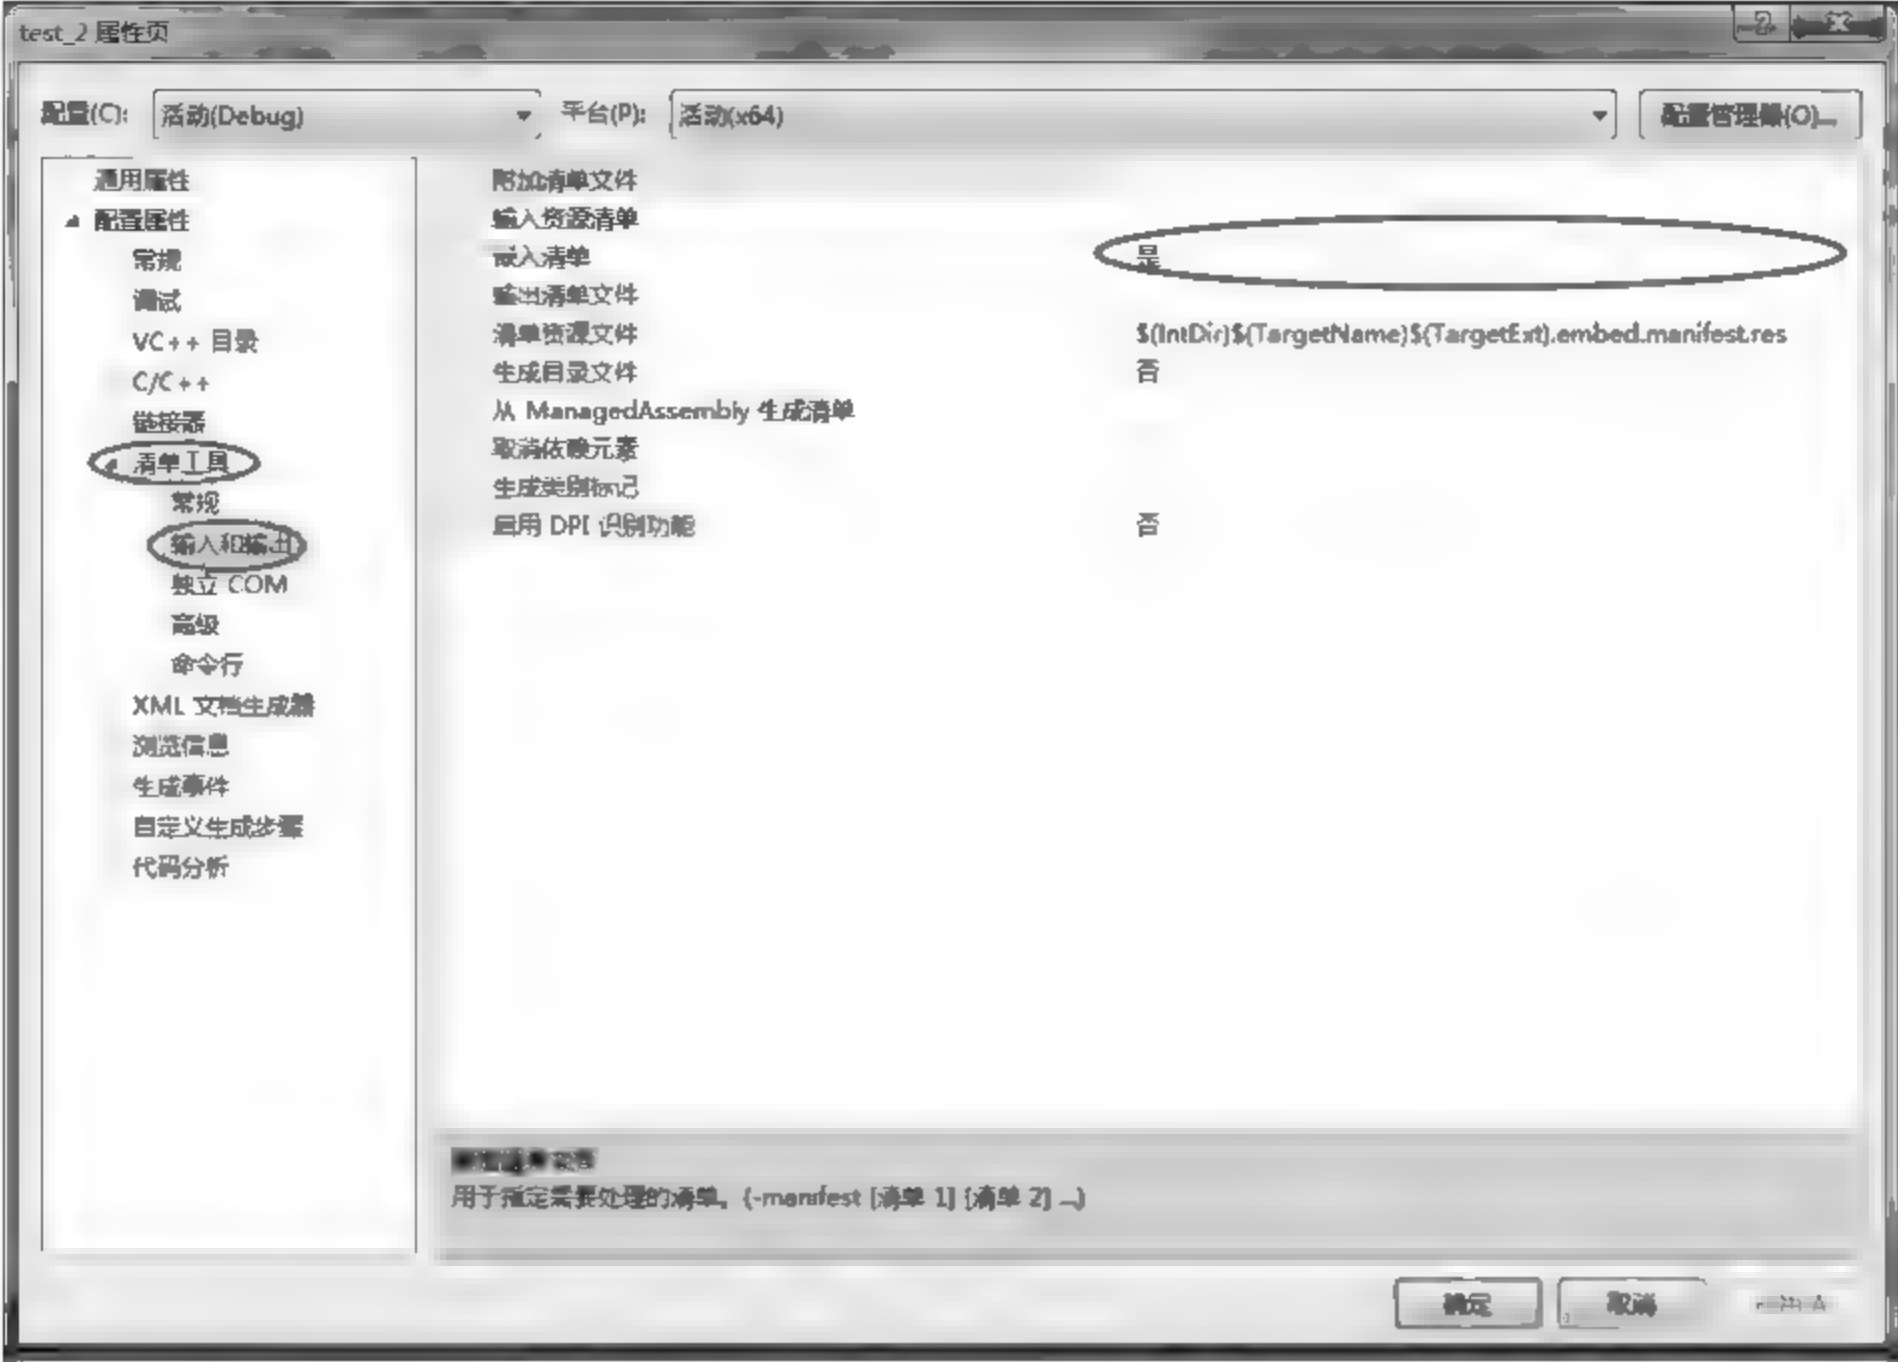 test_2 属性页
配置(C): 活动(Debug) 平台(P): 活动(x64) 配置管理器(O)...
通用属性
配置属性
常规
调试
VC++ 目录
C/C++
链接器
清单工具
常规
输入和输出
独立 COM
高级
命令行
XML 文档生成器
浏览信息
生成事件
自定义生成步骤
代码分析
附加清单文件
输入资源清单
嵌入清单 是
输出清单文件
清单资源文件 $(IntDir)$(TargetName)$(TargetExt).embed.manifest.res
生成目录文件 否
从 ManagedAssembly 生成清单
取消依赖元素
生成类别标记
启用 DPI 识别功能 否
用于指定需要处理的清单。(-manifest [清单 1] [清单 2] ...)
确定 取消